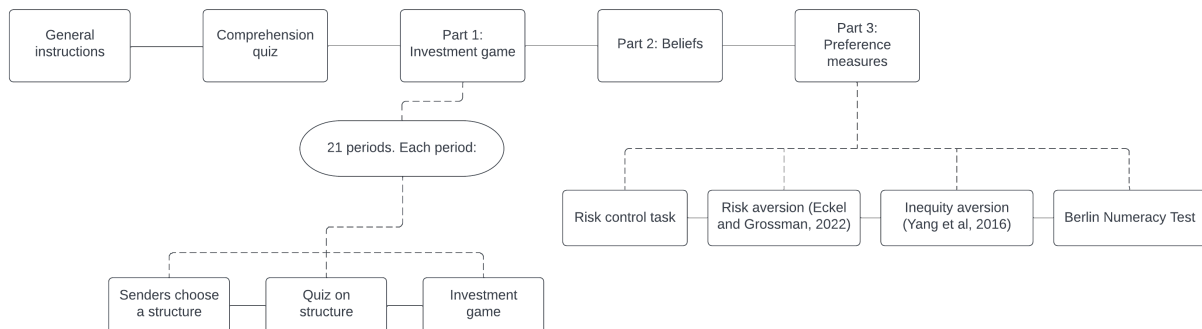 General
instructions
Comprehension
quiz
Part 1:
Investment game
Part 2: Beliefs
Part 3:
Preference
measures
21 periods. Each period:
Risk control task
Risk aversion (Eckel
and Grossman, 2022)
Inequity aversion
(Yang et al, 2016)
Berlin Numeracy Test
Senders choose
a structure
Quiz on
structure
Investment
game